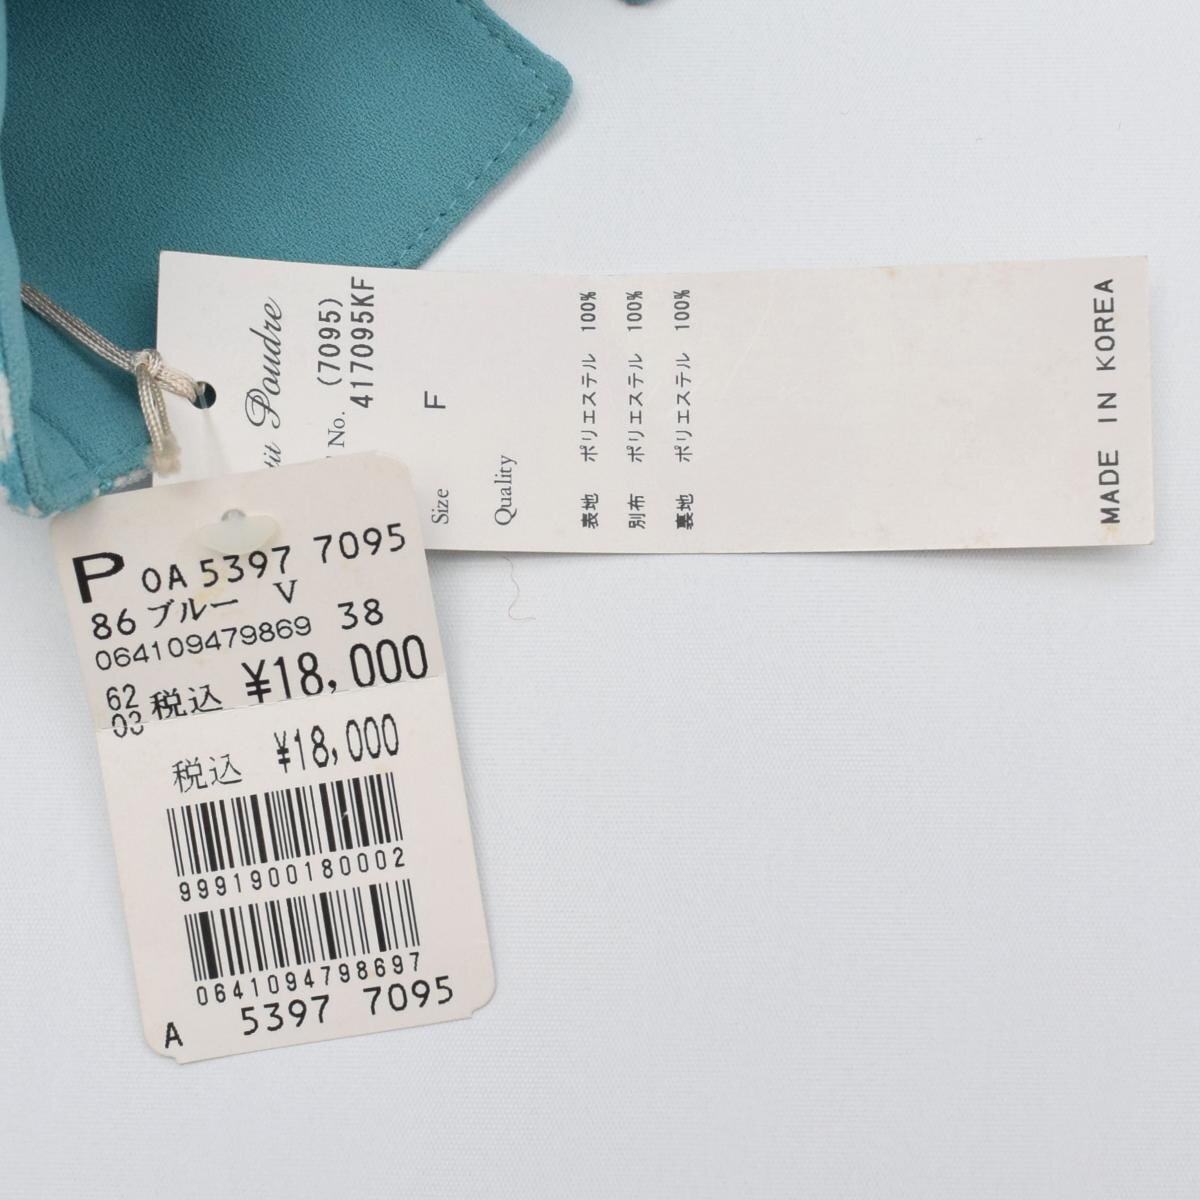 Poudre
No.
(7095)
417095KF
Size F
Quality
表地 ポリエステル 100%
別布 ポリエステル 100%
裏地 ポリエステル 100%
MADE IN KOREA
P 0A 5397 7095
86 ブルー V
064109479869 38
62 税込 ¥18,000
03
税込 ¥18,000
9991900180002
0641094798697
A 5397 7095